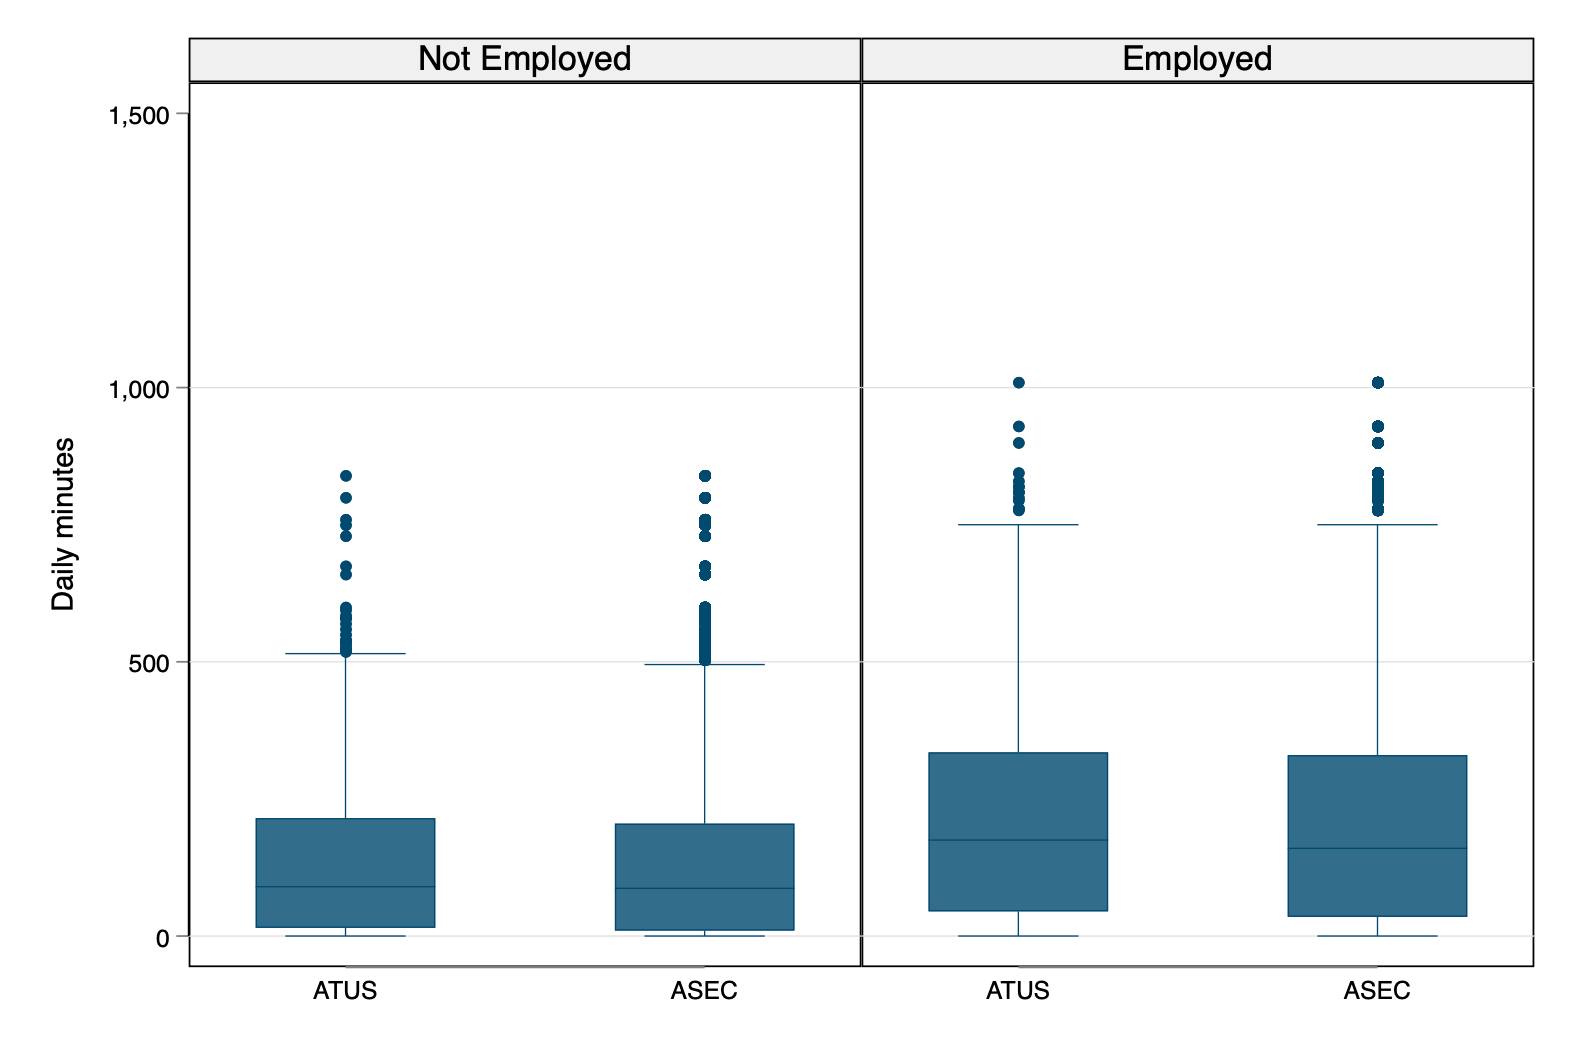 Not Employed
Employed
1,500
1,000
500
0
Daily minutes
ATUS
ASEC
ATUS
ASEC